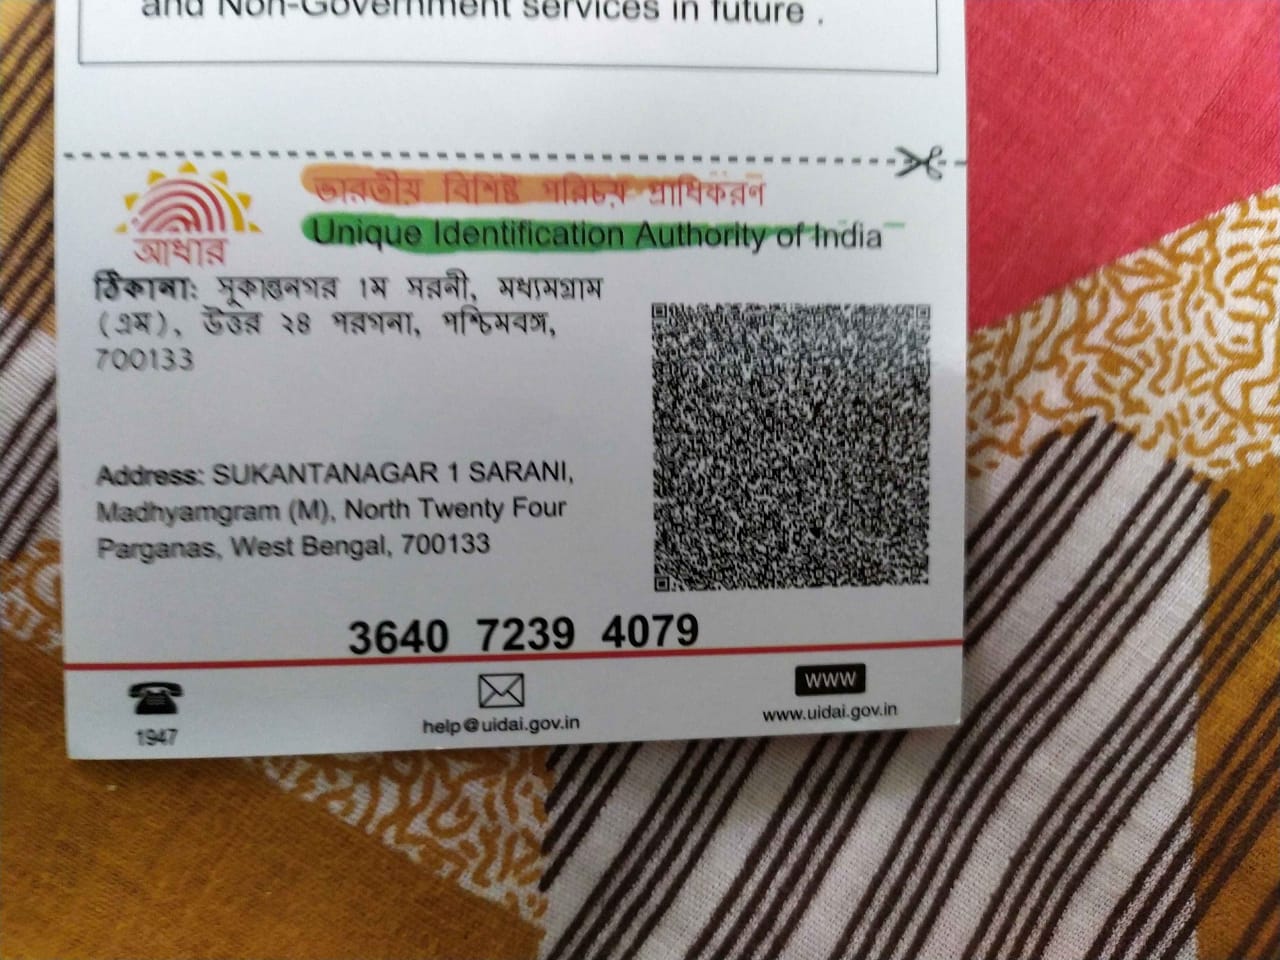 and Non-Government services in future .
ভারতীয় বিশিষ্ট পরিচয় প্রাধিকরণ
Unique Identification Authority of India
আধার
ঠিকানা: সূকান্তনগর ১ম সরনী, মধ্যমগ্রাম
(এম), উত্তর ২৪ পরগনা, পশ্চিমবঙ্গ,
700133
Address: SUKANTANAGAR 1 SARANI,
Madhyamgram (M), North Twenty Four
Parganas, West Bengal, 700133
3640 7239 4079
WWW
1947
help@uidai.gov.in
www.uidai.gov.in